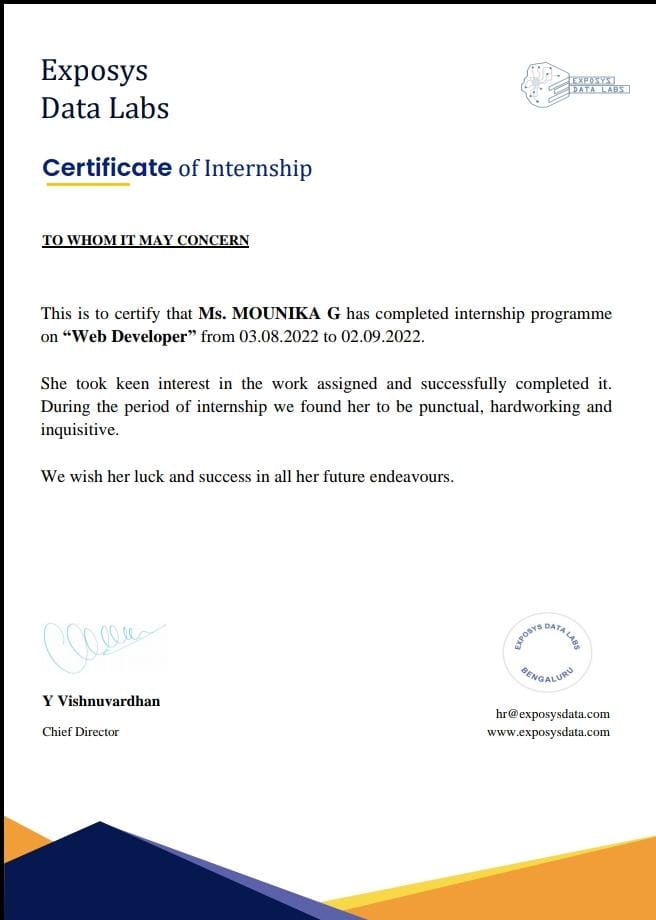 Exposys
Data Labs
EXPOSYS
DATA LABS
Certificate of Internship
TO WHOM IT MAY CONCERN
This is to certify that Ms. MOUNIKA G has completed internship programme
on “Web Developer” from 03.08.2022 to 02.09.2022.
She took keen interest in the work assigned and successfully completed it.
During the period of internship we found her to be punctual, hardworking and
inquisitive.
We wish her luck and success in all her future endeavours.
EXPOSYS DATA LABS
BENGALURU
Y Vishnuvardhan
Chief Director
hr@exposysdata.com
www.exposysdata.com